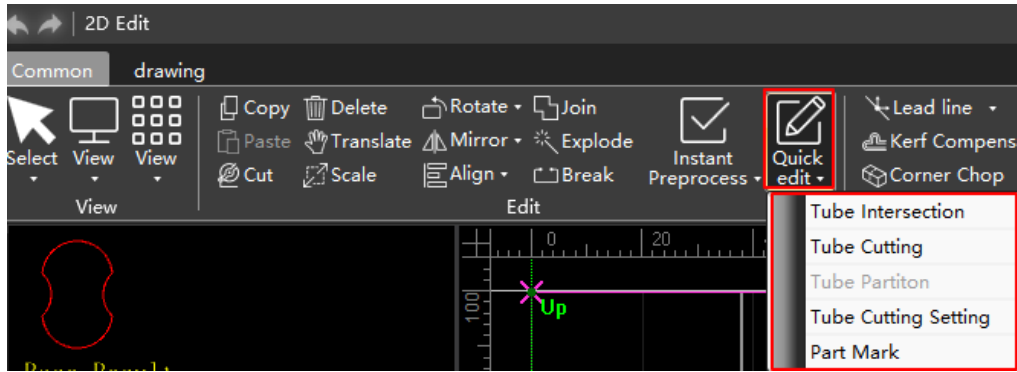 2D Edit
Common drawing
Copy Delete Rotate Join
Paste Translate Mirror Explode
Cut Scale Align Break
Select View View
Instant Preprocess
Quick edit
Lead line
Kerf Compens
Corner Chop
View Edit
Tube Intersection
Tube Cutting
Tube Partiton
Tube Cutting Setting
Part Mark
0 20
100
Up